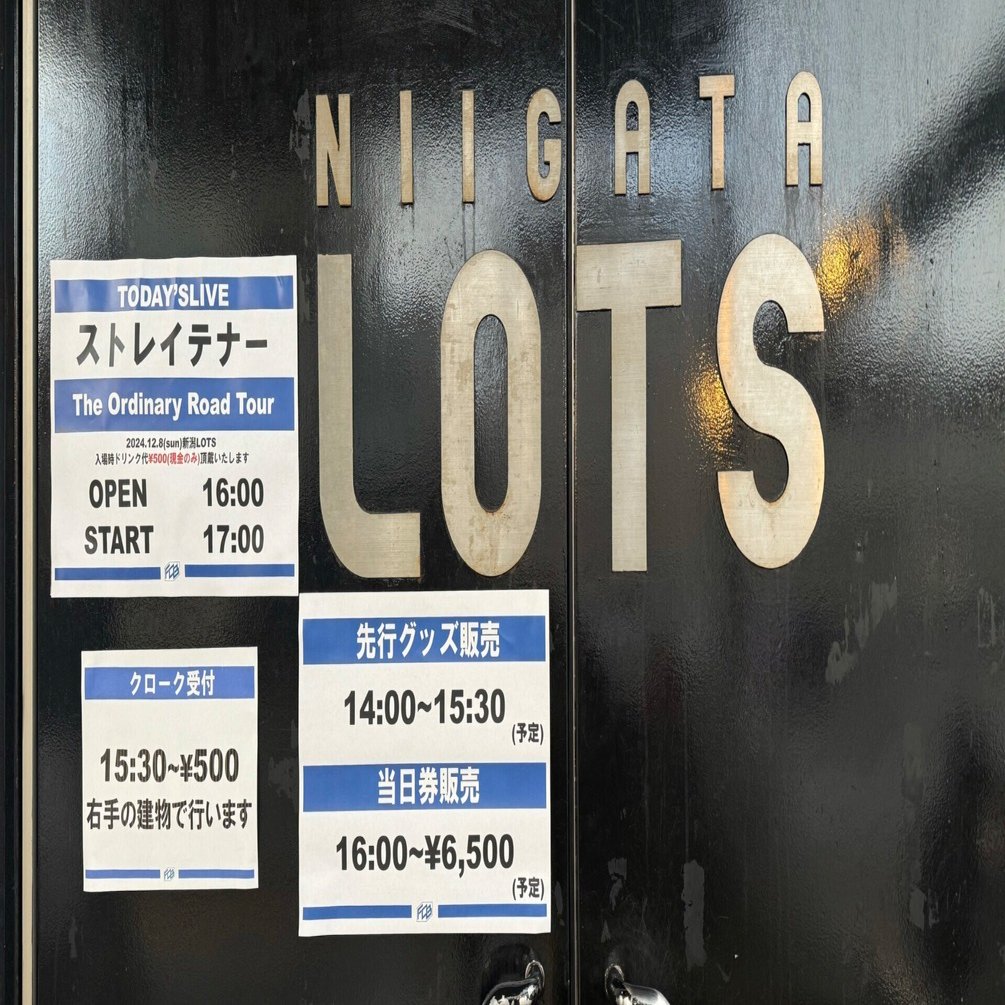 NIIGATA
LOTS
TODAY'SLIVE
ストレイテナー
The Ordinary Road Tour
2024.12.8(sun)新潟LOTS
入場時ドリンク代¥500(現金のみ)頂戴いたします
OPEN 16:00
START 17:00
FOB
クローク受付
15:30~¥500
右手の建物で行います
FOB
先行グッズ販売
14:00~15:30
(予定)
当日券販売
16:00~¥6,500
(予定)
FOB